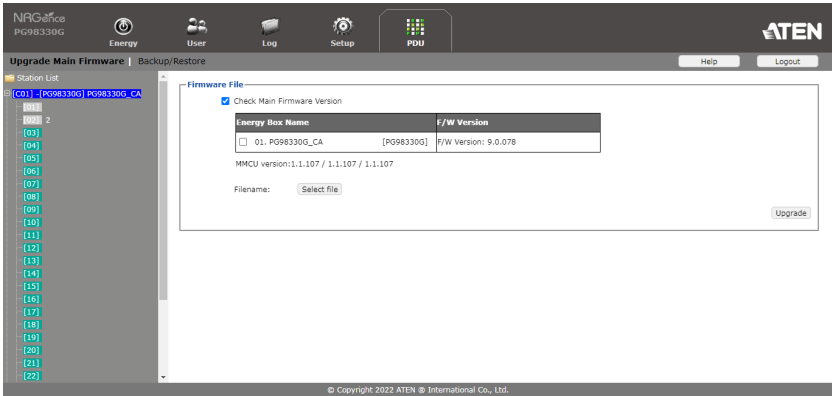 NRGence
PG98330G
Energy
User
Log
Setup
PDU
ATEN
Upgrade Main Firmware | Backup/Restore
Help
Logout
Station List
[C01] -[PG98330G] PG98330G_CA
[01]
[02] 2
[03]
[04]
[05]
[06]
[07]
[08]
[09]
[10]
[11]
[12]
[13]
[14]
[15]
[16]
[17]
[18]
[19]
[20]
[21]
[22]
Firmware File
Check Main Firmware Version
Energy Box Name F/W Version
01. PG98330G_CA [PG98330G] F/W Version: 9.0.078
MMCU version:1.1.107 / 1.1.107 / 1.1.107
Filename: Select file
Upgrade
© Copyright 2022 ATEN ® International Co., Ltd.